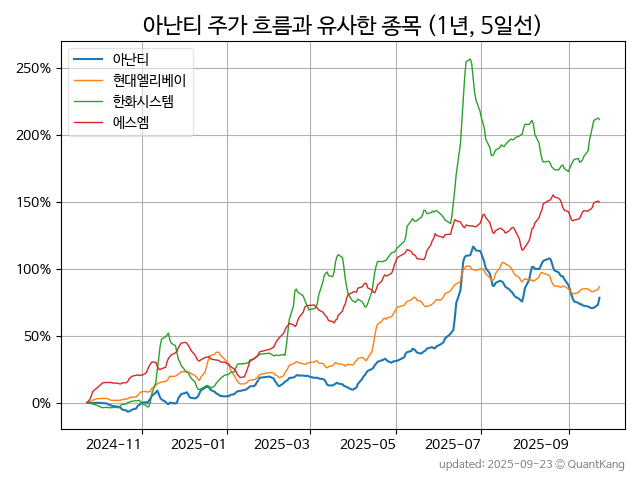 아난티 주가 흐름과 유사한 종목 (1년, 5일선)
아난티
현대엘리베이
한화시스템
에스엠
250%
200%
150%
100%
50%
0%
2024-11
2025-01
2025-03
2025-05
2025-07
2025-09
updated: 2025-09-23 © QuantKang